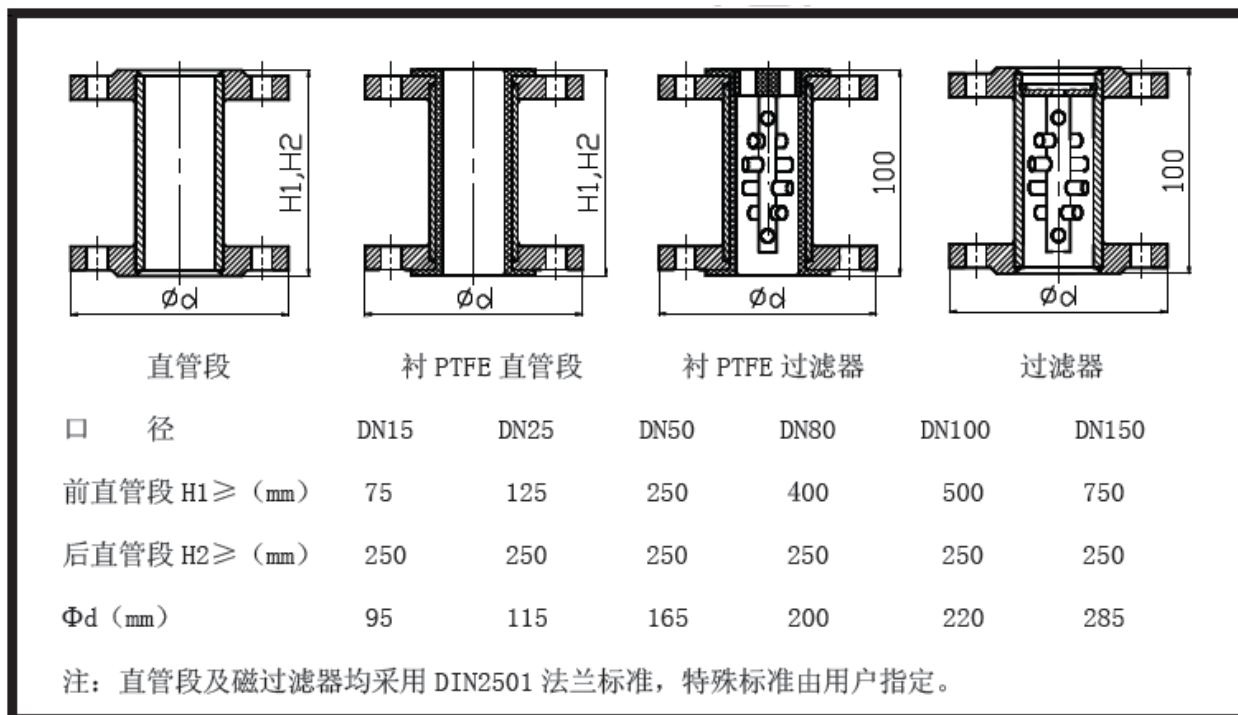 H1,H2
H1,H2
100
100
Ød
Ød
Ød
Ød
直管段 衬 PTFE 直管段 衬 PTFE 过滤器 过滤器
口 径 DN15 DN25 DN50 DN80 DN100 DN150
前直管段 H1≥（mm） 75 125 250 400 500 750
后直管段 H2≥（mm） 250 250 250 250 250 250
Φd（mm） 95 115 165 200 220 285
注：直管段及磁过滤器均采用 DIN2501 法兰标准，特殊标准由用户指定。